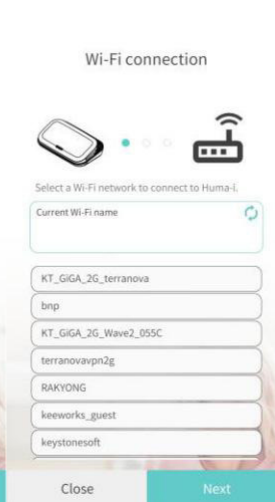 Wi-Fi connection
Select a Wi-Fi network to connect to Huma-i.
Current Wi-Fi name
KT_GiGA_2G_terranova
bnp
KT_GiGA_2G_Wave2_055C
terranovavpn2g
RAKYONG
keeworks_guest
keystonesoft
Close
Next